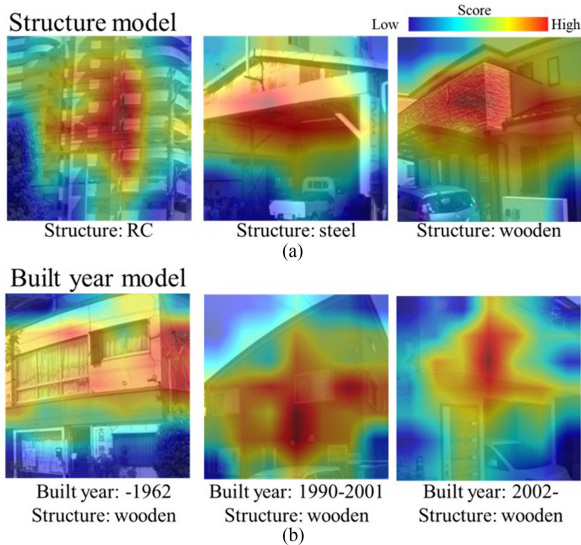 Structure model
Score
Low High
Structure: RC
Structure: steel
Structure: wooden
(a)
Built year model
Built year: -1962
Structure: wooden
Built year: 1990-2001
Structure: wooden
Built year: 2002-
Structure: wooden
(b)